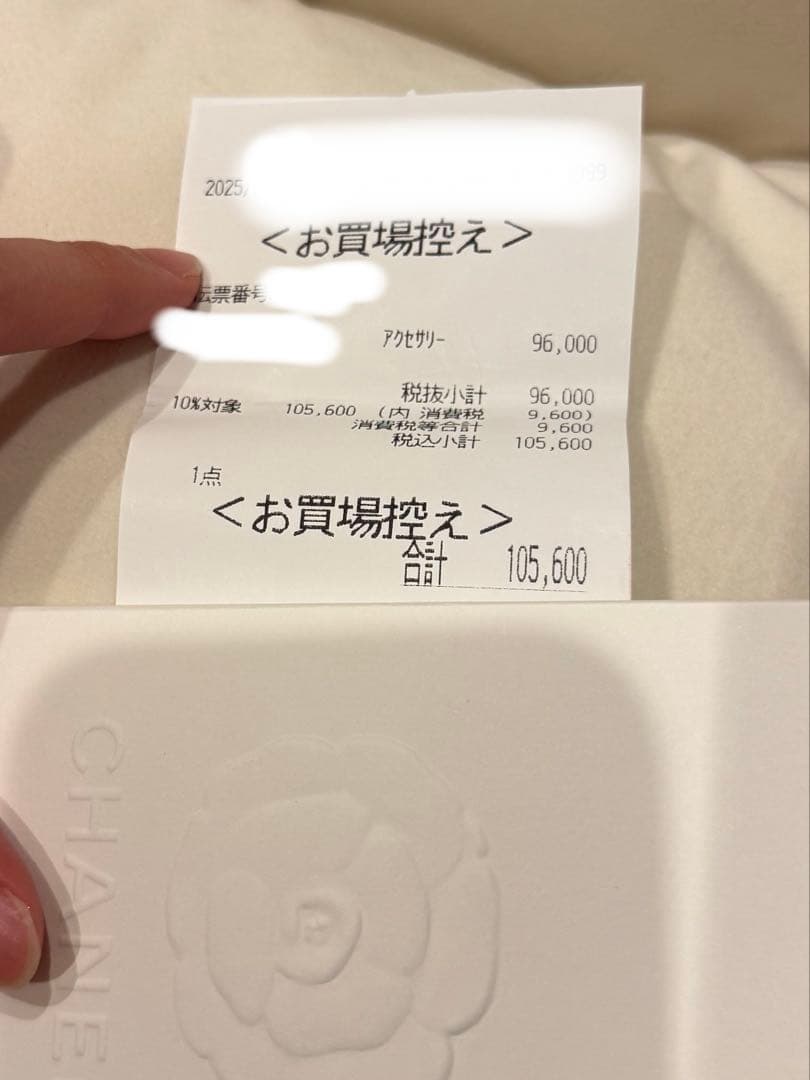 2025/
＜お買場控え＞
伝票番号
アクセサリー 96,000
税抜小計 96,000
10%対象 105,600 (内 消費税 9,600)
消費税等合計 9,600
税込小計 105,600
1点
＜お買場控え＞
合計 105,600
CHANE